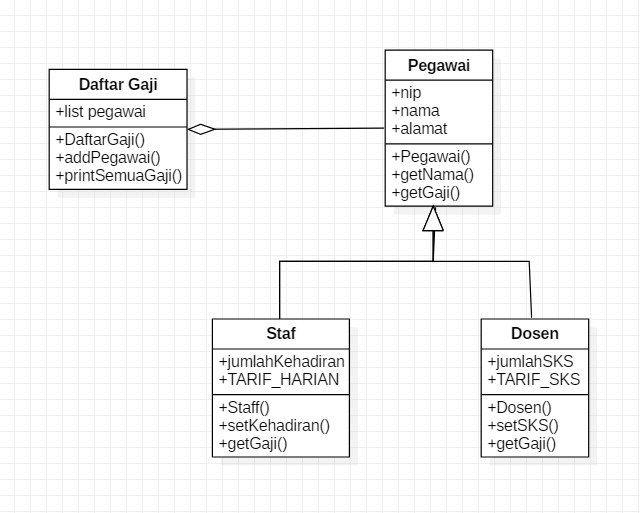 Daftar Gaji
+list pegawai
+DaftarGaji()
+addPegawai()
+printSemuaGaji()
Pegawai
+nip
+nama
+alamat
+Pegawai()
+getNama()
+getGaji()
Staf
+jumlahKehadiran
+TARIF_HARIAN
+Staff()
+setKehadiran()
+getGaji()
Dosen
+jumlahSKS
+TARIF_SKS
+Dosen()
+setSKS()
+getGaji()